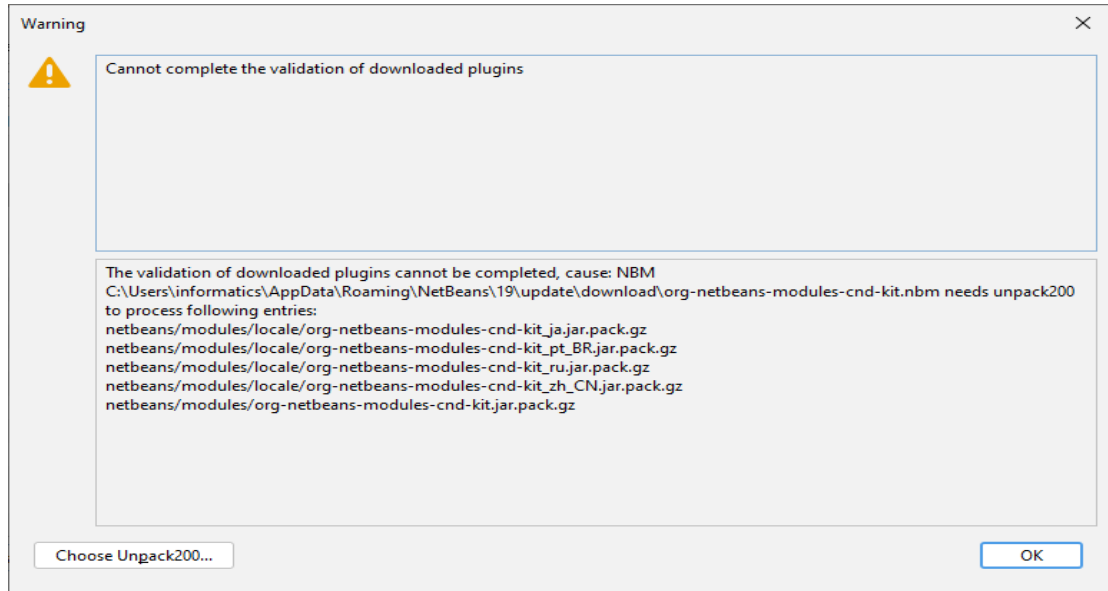 Warning
Cannot complete the validation of downloaded plugins
The validation of downloaded plugins cannot be completed, cause: NBM
C:\Users\informatics\AppData\Roaming\NetBeans\19\update\download\org-netbeans-modules-cnd-kit.nbm needs unpack200
to process following entries:
netbeans/modules/locale/org-netbeans-modules-cnd-kit_ja.jar.pack.gz
netbeans/modules/locale/org-netbeans-modules-cnd-kit_pt_BR.jar.pack.gz
netbeans/modules/locale/org-netbeans-modules-cnd-kit_ru.jar.pack.gz
netbeans/modules/locale/org-netbeans-modules-cnd-kit_zh_CN.jar.pack.gz
netbeans/modules/org-netbeans-modules-cnd-kit.jar.pack.gz
Choose Unpack200...
OK